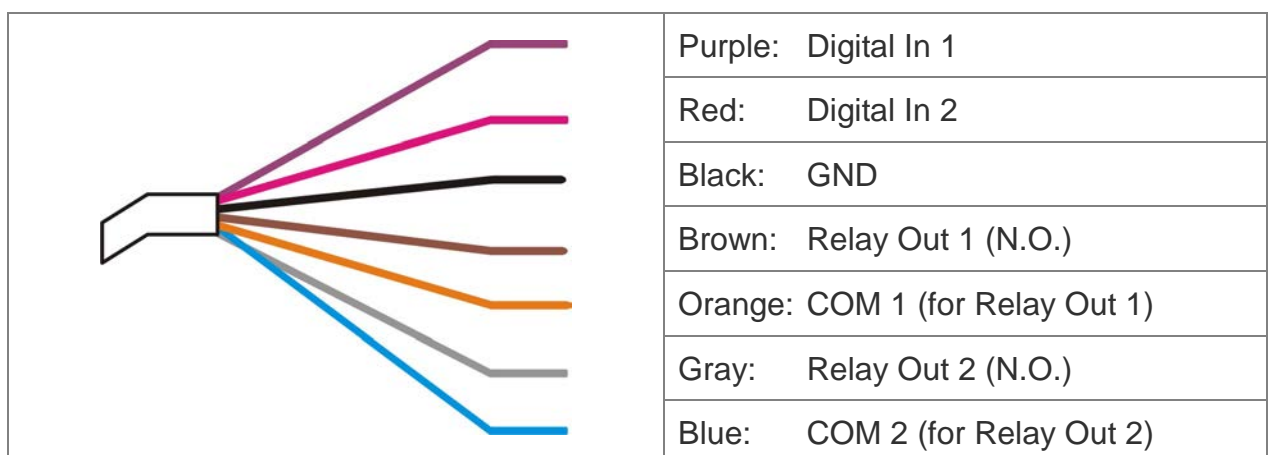 Purple: Digital In 1
Red: Digital In 2
Black: GND
Brown: Relay Out 1 (N.O.)
Orange: COM 1 (for Relay Out 1)
Gray: Relay Out 2 (N.O.)
Blue: COM 2 (for Relay Out 2)